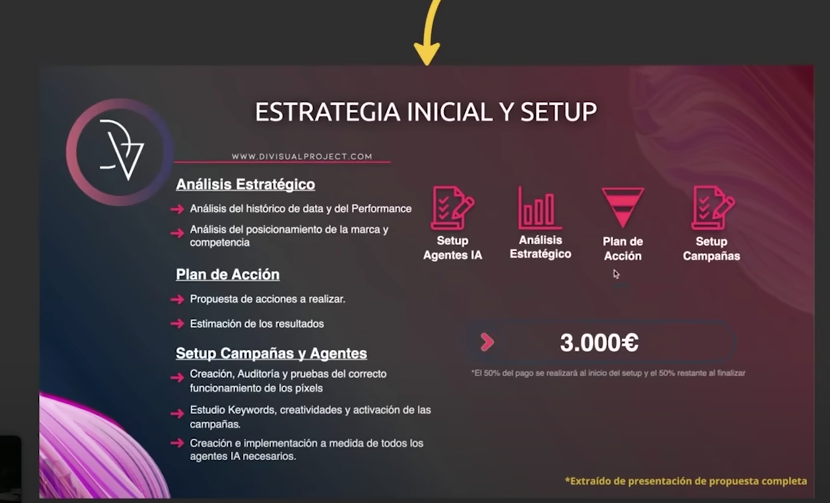 ESTRATEGIA INICIAL Y SETUP
WWW.DIVISUALPROJECT.COM
Análisis Estratégico
Análisis del histórico de data y del Performance
Análisis del posicionamiento de la marca y
competencia
Plan de Acción
Propuesta de acciones a realizar.
Estimación de los resultados
Setup Campañas y Agentes
Creación, Auditoría y pruebas del correcto
funcionamiento de los píxels
Estudio Keywords, creatividades y activación de las
campañas.
Creación e implementación a medida de todos los
agentes IA necesarios.
Setup
Agentes IA
Análisis
Estratégico
Plan de
Acción
Setup
Campañas
3.000€
*El 50% del pago se realizará al inicio del setup y el 50% restante al finalizar
*Extraído de presentación de propuesta completa